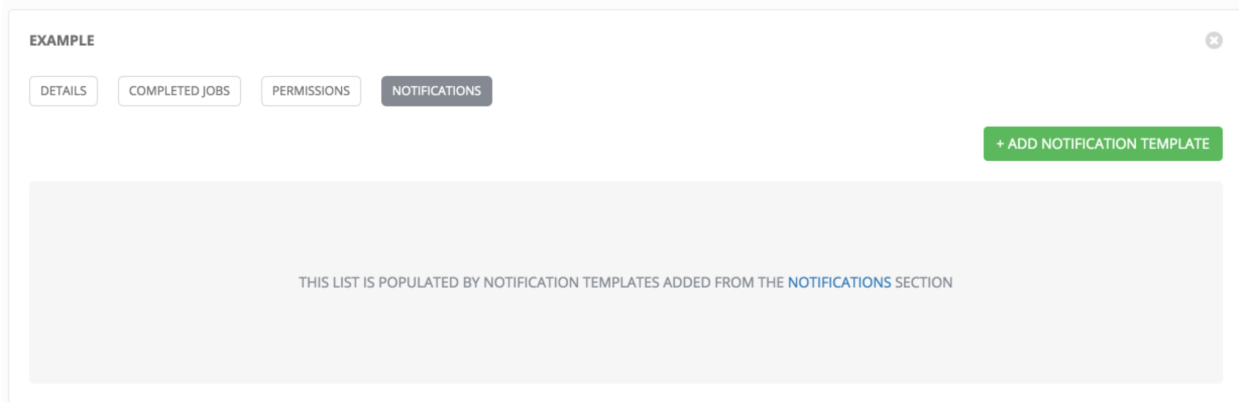 EXAMPLE
DETAILS COMPLETED JOBS PERMISSIONS NOTIFICATIONS
+ ADD NOTIFICATION TEMPLATE
THIS LIST IS POPULATED BY NOTIFICATION TEMPLATES ADDED FROM THE NOTIFICATIONS SECTION